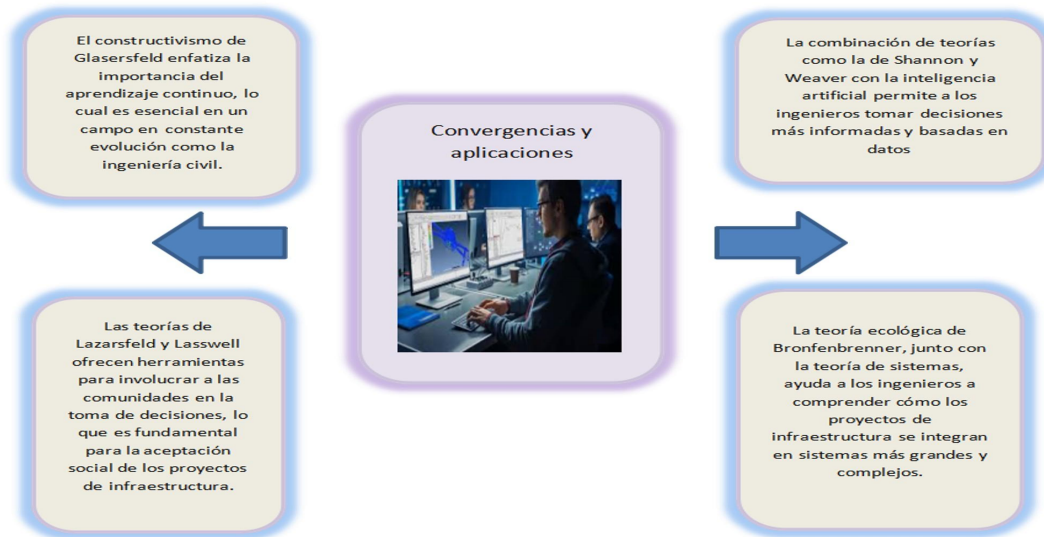 El constructivismo de
Glasersfeld enfatiza la
importancia del
aprendizaje continuo, lo
cual es esencial en un
campo en constante
evolución como la
ingeniería civil.
Las teorías de
Lazarsfeld y Lasswell
ofrecen herramientas
para involucrar a las
comunidades en la
toma de decisiones, lo
que es fundamental
para la aceptación
social de los proyectos
de infraestructura.
Convergencias y
aplicaciones
La combinación de teorías
como la de Shannon y
Weaver con la inteligencia
artificial permite a los
ingenieros tomar decisiones
más informadas y basadas en
datos
La teoría ecológica de
Bronfenbrenner, junto con
la teoría de sistemas,
ayuda a los ingenieros a
comprender cómo los
proyectos de
infraestructura se integran
en sistemas más grandes y
complejos.